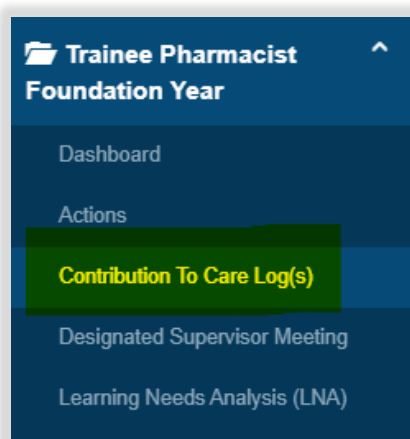 Trainee Pharmacist
Foundation Year
Dashboard
Actions
Contribution To Care Log(s)
Designated Supervisor Meeting
Learning Needs Analysis (LNA)